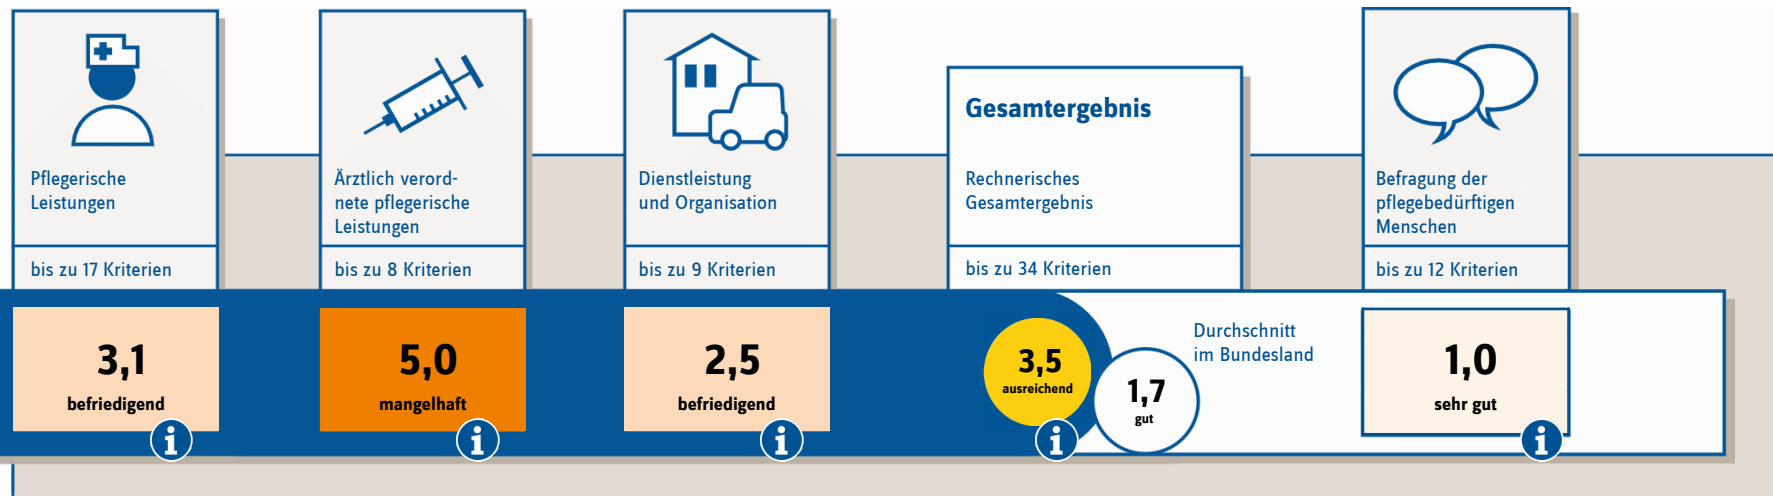 Pflegerische
Leistungen
bis zu 17 Kriterien
3,1
befriedigend
i
Ärztlich verord-
nete pflegerische
Leistungen
bis zu 8 Kriterien
5,0
mangelhaft
i
Dienstleistung
und Organisation
bis zu 9 Kriterien
2,5
befriedigend
i
Gesamtergebnis
Rechnerisches
Gesamtergebnis
bis zu 34 Kriterien
3,5
ausreichend
i
1,7
gut
Durchschnitt
im Bundesland
Befragung der
pflegebedürftigen
Menschen
bis zu 12 Kriterien
1,0
sehr gut
i